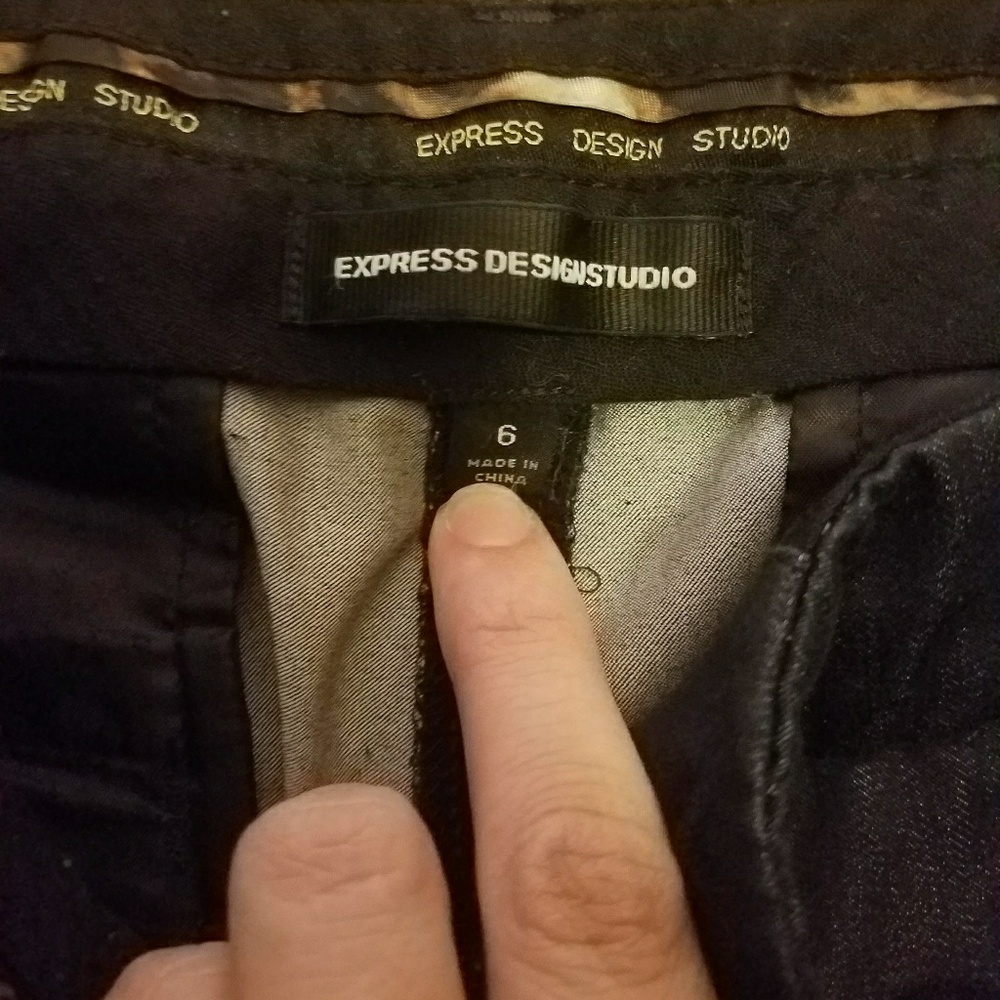 ESIGN STUDIO EXPRESS DESIGN STUDIO
EXPRESS DESIGNSTUDIO
6
MADE IN
CHINA